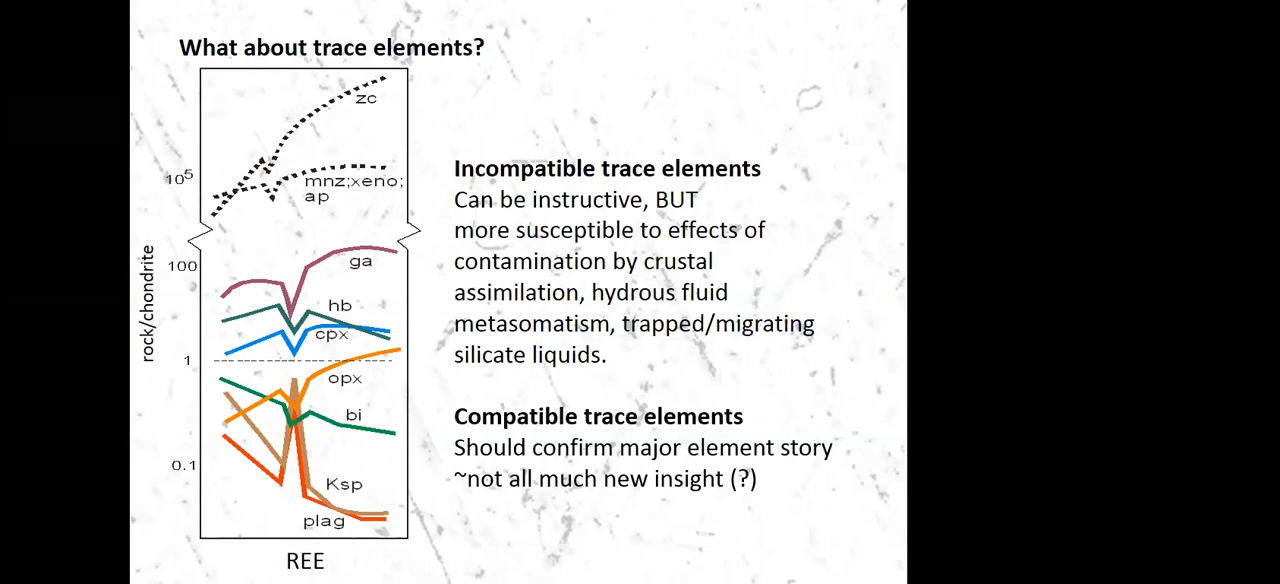 What about trace elements?
zc
10⁵
mnz;xeno;
ap
rock/chondrite
100
ga
hb
cpx
1
opx
bi
0.1
Ksp
plag
REE
Incompatible trace elements
Can be instructive, BUT
more susceptible to effects of
contamination by crustal
assimilation, hydrous fluid
metasomatism, trapped/migrating
silicate liquids.
Compatible trace elements
Should confirm major element story
~not all much new insight (?)